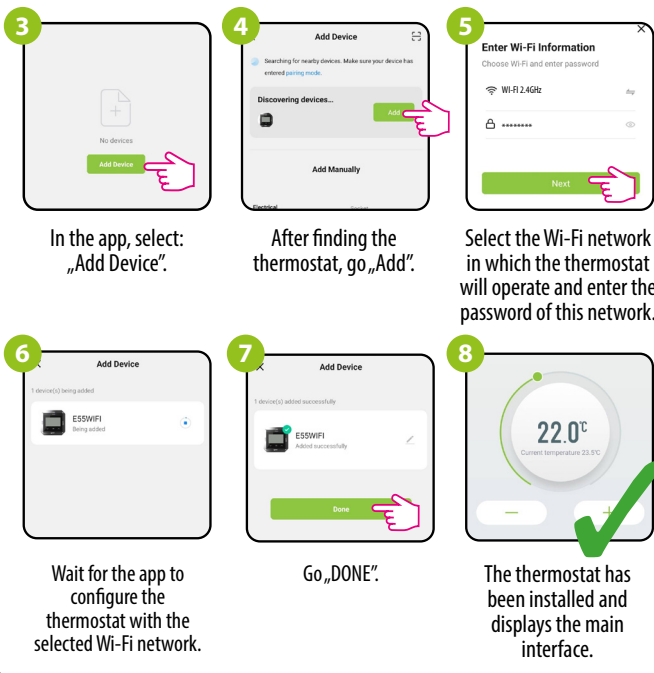 3
No devices
Add Device
In the app, select:
„Add Device”.
4
Add Device
Searching for nearby devices. Make sure your device has
entered pairing mode.
Discovering devices...
Add
Add Manually
Electrical
Socket
After finding the
thermostat, go „Add”.
5
Enter Wi-Fi Information
Choose Wi-Fi and enter password
WI-FI 2.4GHz
********
Next
Select the Wi-Fi network
in which the thermostat
will operate and enter the
password of this network.
6
Add Device
1 device(s) being added
E55WIFI
Being added
Wait for the app to
configure the
thermostat with the
selected Wi-Fi network.
7
Add Device
1 device(s) added successfully
E55WIFI
Added successfully
Done
Go „DONE”.
8
22.0°C
Current temperature 23.5°C
The thermostat has
been installed and
displays the main
interface.